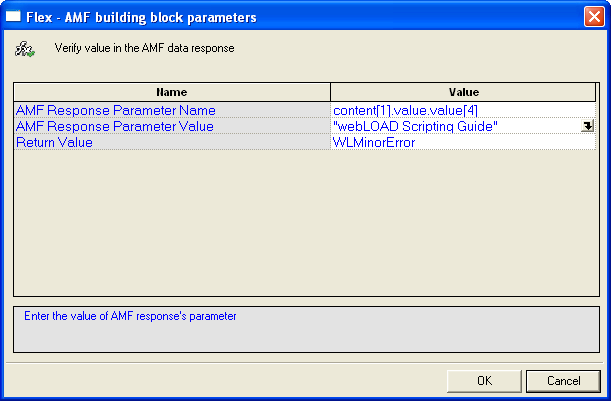 Flex - AMF building block parameters
Verify value in the AMF data response
Name Value
AMF Response Parameter Name content[1].value.value[4]
AMF Response Parameter Value "webLOAD Scripting Guide"
Return Value WLMinorError
Enter the value of AMF response's parameter
OK Cancel